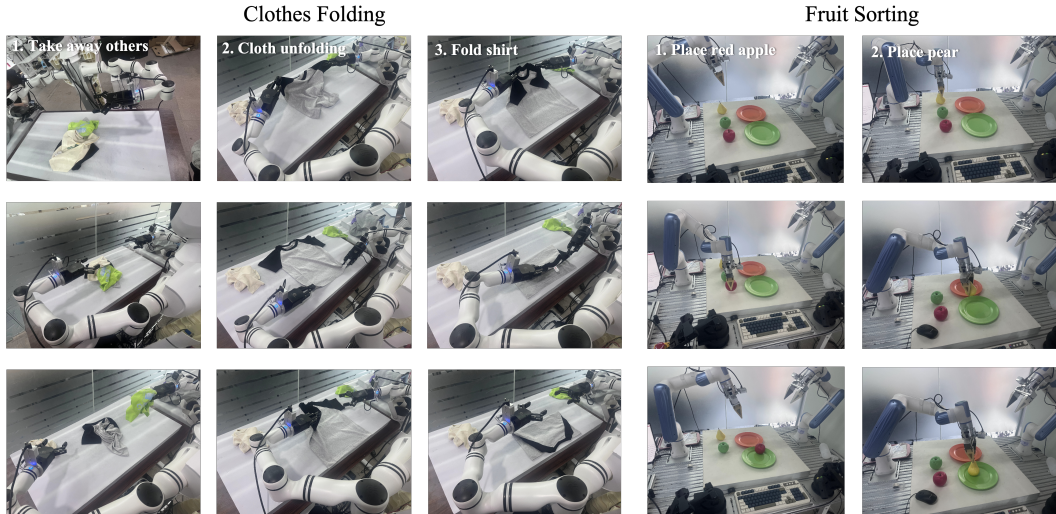 Clothes Folding
Fruit Sorting
1. Take away others
2. Cloth unfolding
3. Fold shirt
1. Place red apple
2. Place pear